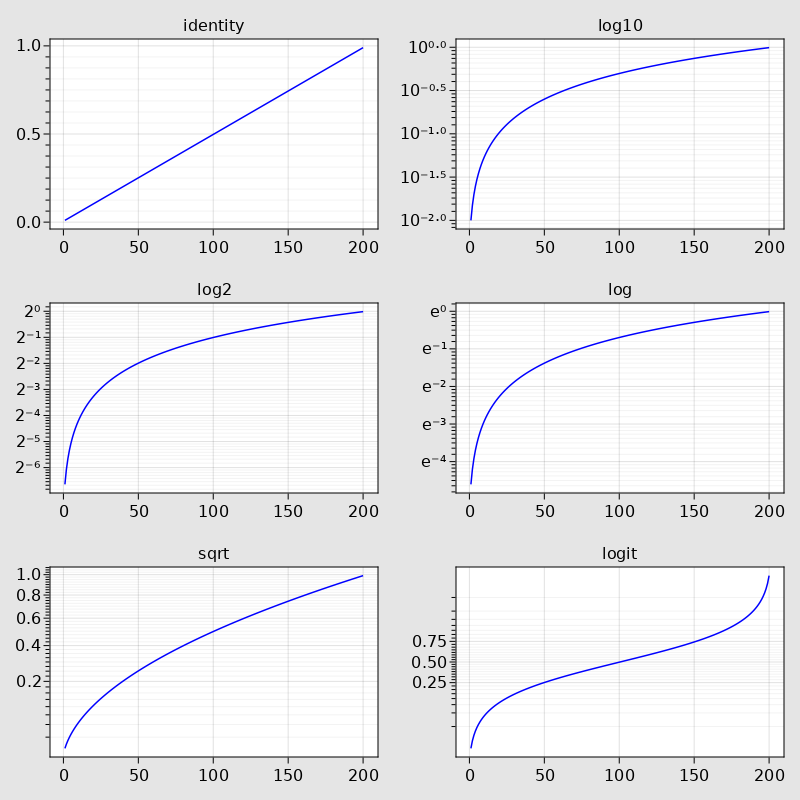 identity
1.0
0.5
0.0
0 50 100 150 200
log10
10⁰·⁰
10⁻⁰·⁵
10⁻¹·⁰
10⁻¹·⁵
10⁻²·⁰
0 50 100 150 200
log2
2⁰
2⁻¹
2⁻²
2⁻³
2⁻⁴
2⁻⁵
2⁻⁶
0 50 100 150 200
log
e⁰
e⁻¹
e⁻²
e⁻³
e⁻⁴
0 50 100 150 200
sqrt
1.0
0.8
0.6
0.4
0.2
0 50 100 150 200
logit
0.75
0.50
0.25
0 50 100 150 200